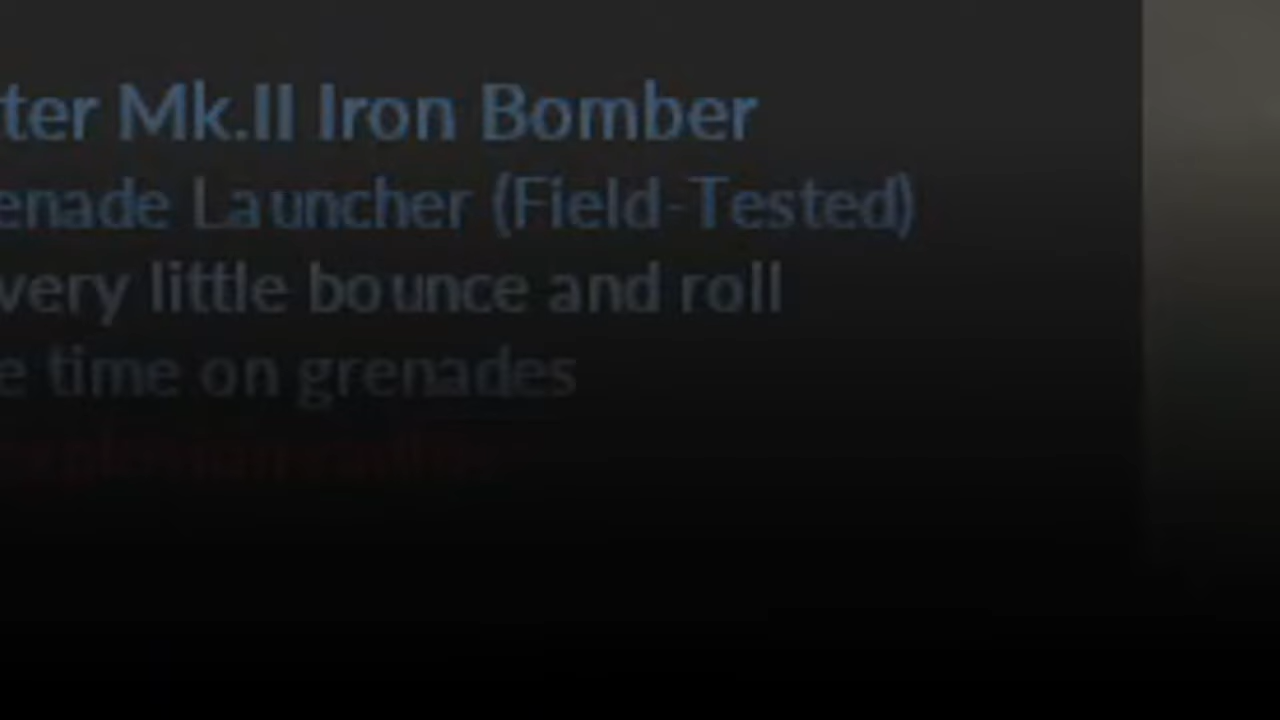 ter Mk.II Iron Bomber
enade Launcher (Field-Tested)
very little bounce and roll
e time on grenades